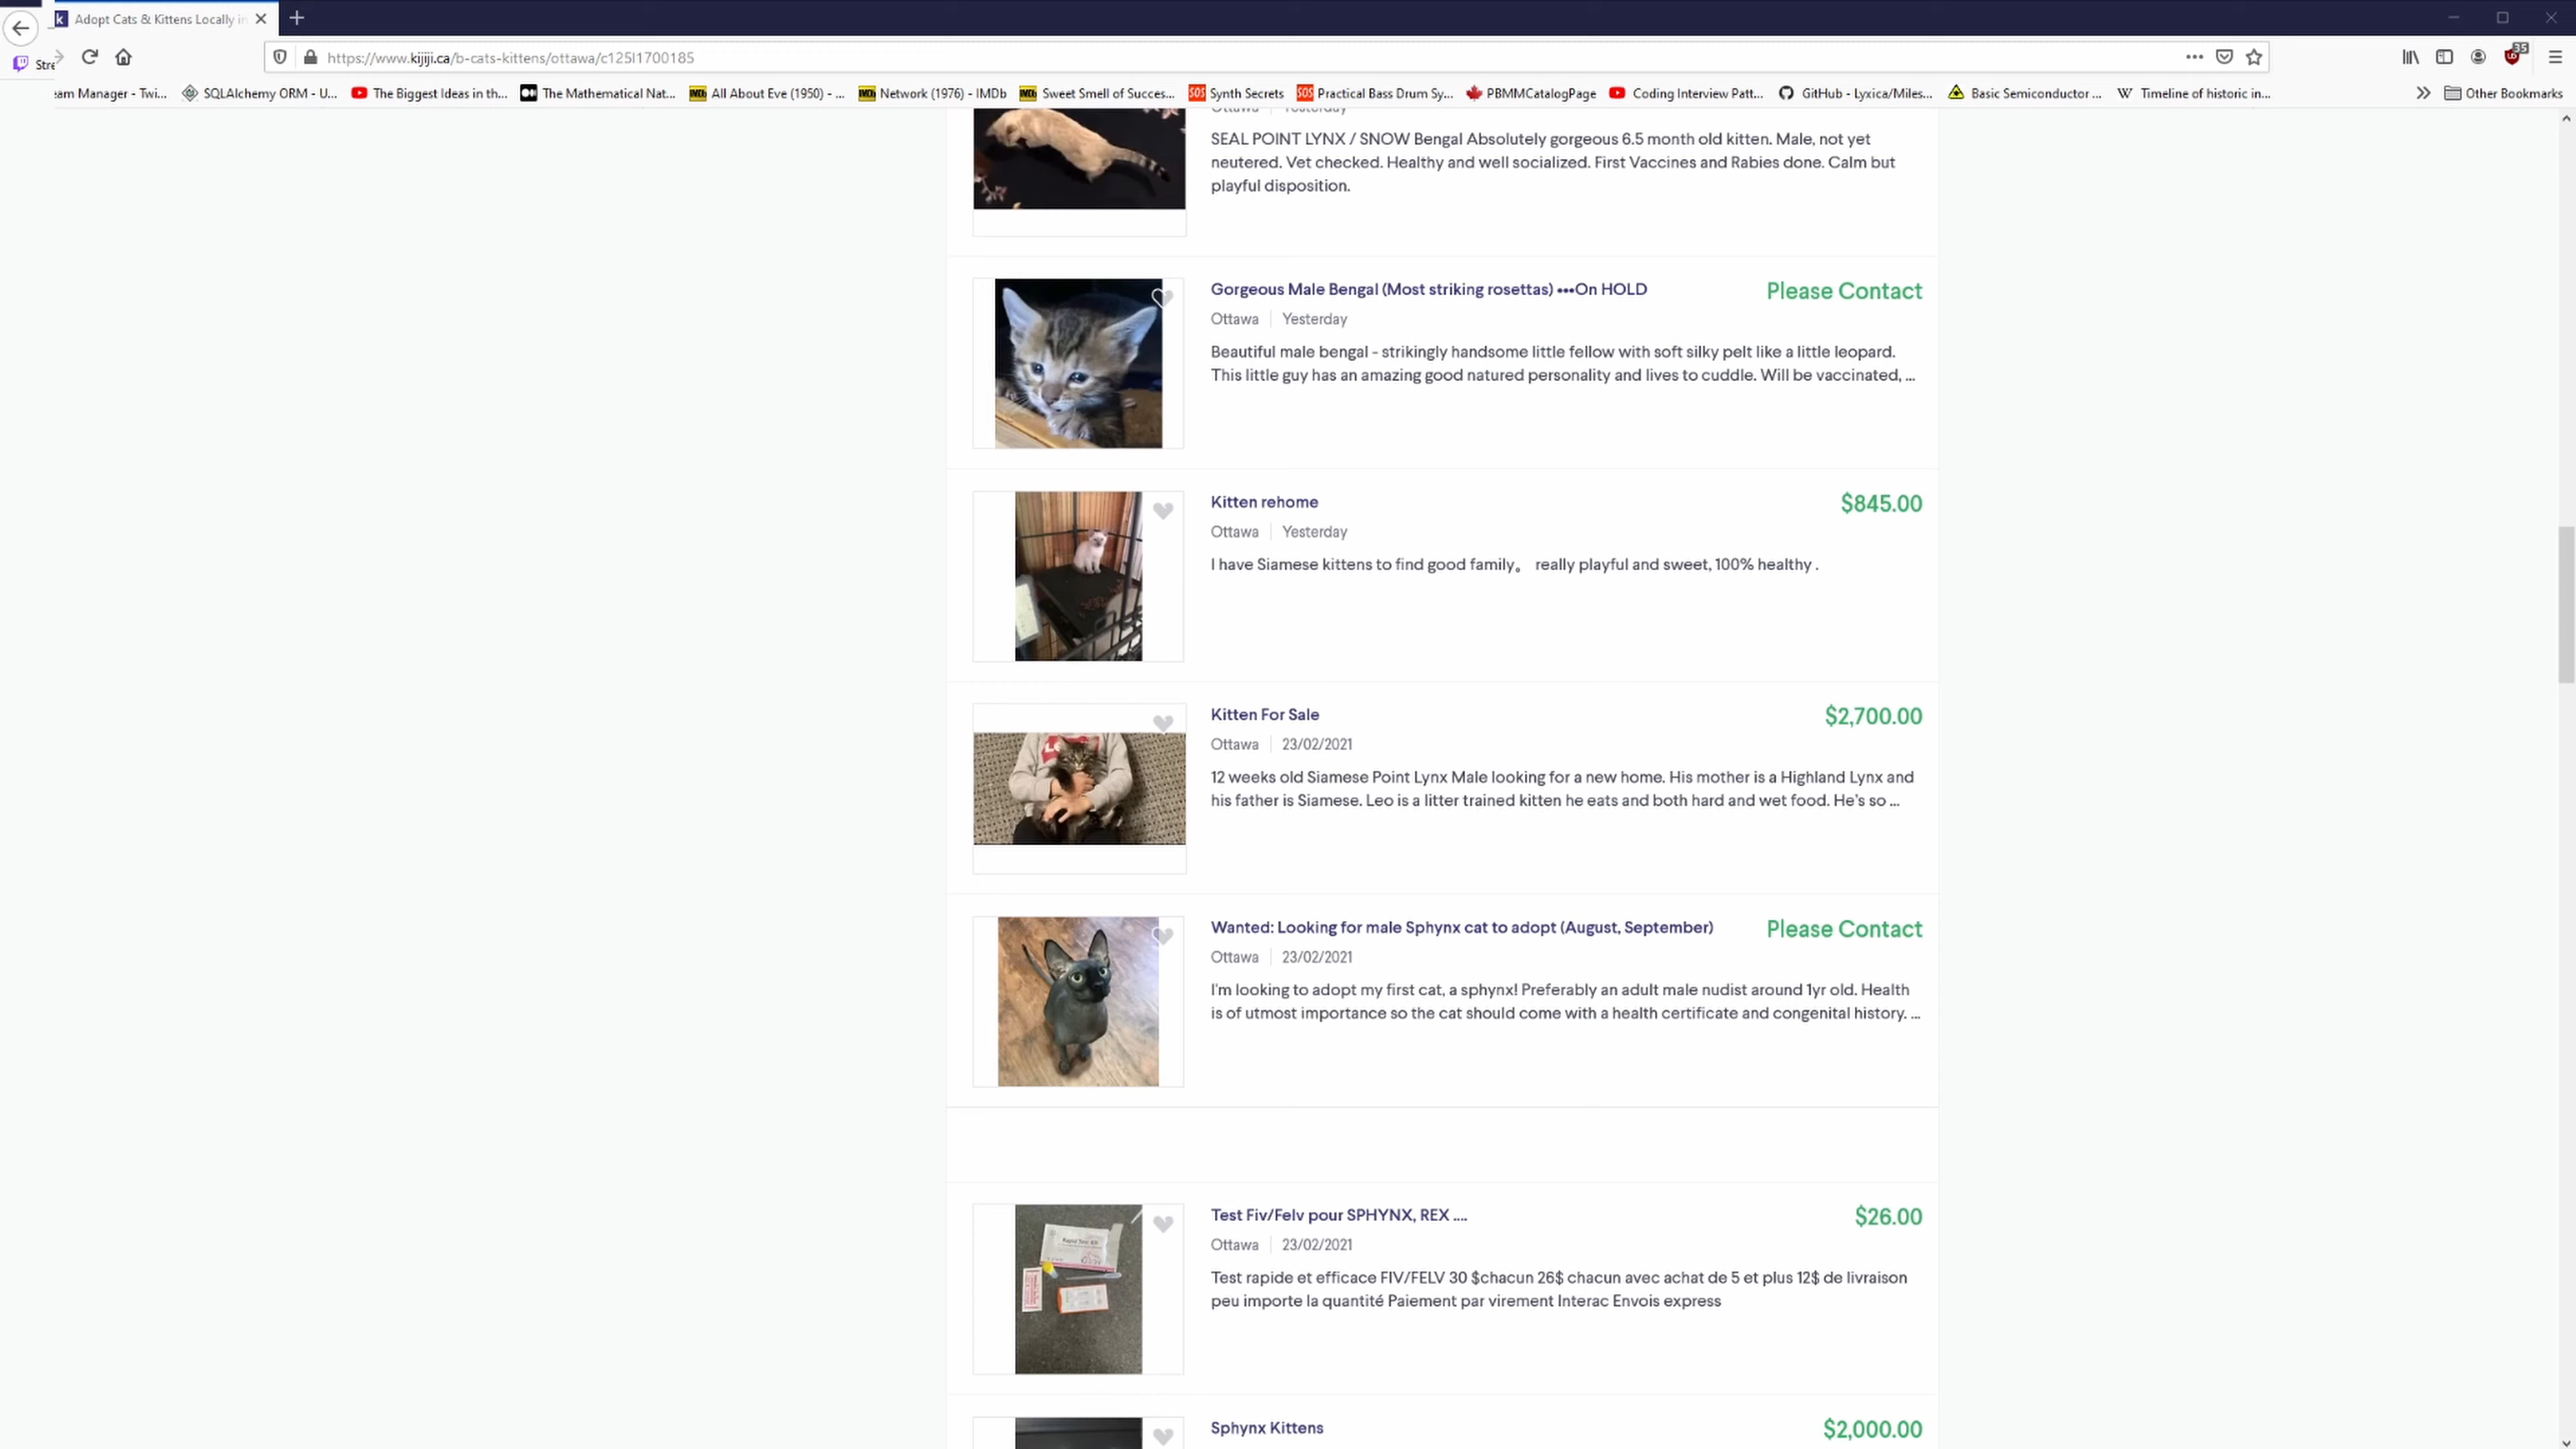 Adopt Cats & Kittens Locally in
Stre
https://www.kijiji.ca/b-cats-kittens/ottawa/c125l1700185
35
eam Manager - Twi...
SQLAlchemy ORM - U...
The Biggest Ideas in th...
The Mathematical Nat...
IMDb All About Eve (1950) - ...
IMDb Network (1976) - IMDb
IMDb Sweet Smell of Succes...
SOS Synth Secrets
SOS Practical Bass Drum Sy...
PBMMCatalogPage
Coding Interview Patt...
GitHub - Lyxica/Miles...
Basic Semiconductor ...
W Timeline of historic in...
Other Bookmarks
Ottawa Yesterday
SEAL POINT LYNX / SNOW Bengal Absolutely gorgeous 6.5 month old kitten. Male, not yet
neutered. Vet checked. Healthy and well socialized. First Vaccines and Rabies done. Calm but
playful disposition.
Gorgeous Male Bengal (Most striking rosettas) •••On HOLD
Please Contact
Ottawa Yesterday
Beautiful male bengal - strikingly handsome little fellow with soft silky pelt like a little leopard.
This little guy has an amazing good natured personality and lives to cuddle. Will be vaccinated, ...
Kitten rehome
$845.00
Ottawa Yesterday
I have Siamese kittens to find good family。 really playful and sweet, 100% healthy .
Kitten For Sale
$2,700.00
Ottawa 23/02/2021
12 weeks old Siamese Point Lynx Male looking for a new home. His mother is a Highland Lynx and
his father is Siamese. Leo is a litter trained kitten he eats and both hard and wet food. He's so ...
Wanted: Looking for male Sphynx cat to adopt (August, September)
Please Contact
Ottawa 23/02/2021
I'm looking to adopt my first cat, a sphynx! Preferably an adult male nudist around 1yr old. Health
is of utmost importance so the cat should come with a health certificate and congenital history. ...
Test Fiv/Felv pour SPHYNX, REX ....
$26.00
Ottawa 23/02/2021
Rapid Test Kit
Test rapide et efficace FIV/FELV 30 $chacun 26$ chacun avec achat de 5 et plus 12$ de livraison
peu importe la quantité Paiement par virement Interac Envois express
Sphynx Kittens
$2,000.00